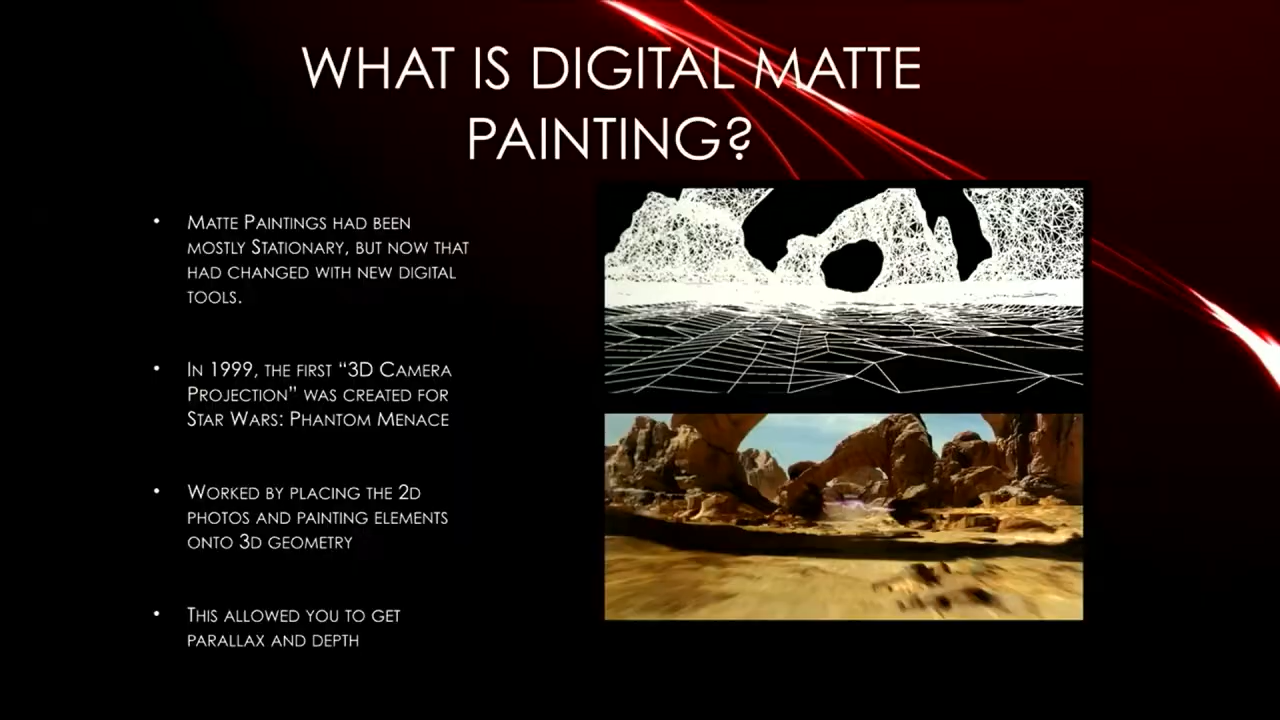 WHAT IS DIGITAL MATTE
PAINTING?
• Matte Paintings had been
mostly Stationary, but now that
had changed with new digital
tools.
• In 1999, the first “3D Camera
Projection” was created for
Star Wars: Phantom Menace
• Worked by placing the 2d
photos and painting elements
onto 3d geometry
• This allowed you to get
parallax and depth